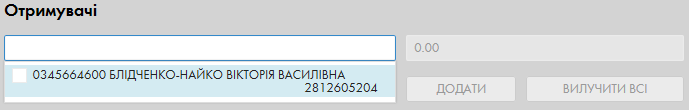 Отримувачі
0.00
0345664600 БЛІДЧЕНКО-НАЙКО ВІКТОРІЯ ВАСИЛІВНА
2812605204
ДОДАТИ ВИЛУЧИТИ ВСІ